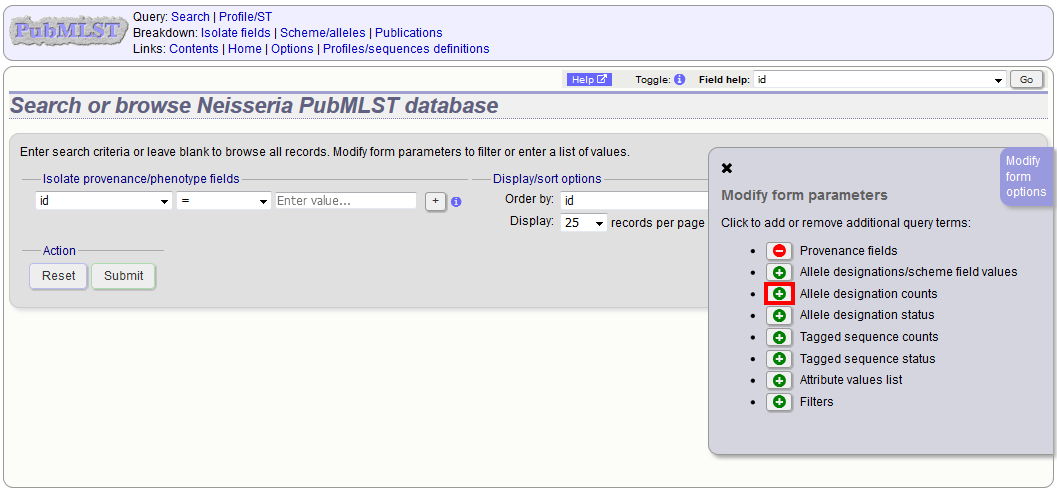 PubMLST
Query: Search | Profile/ST
Breakdown: Isolate fields | Scheme/alleles | Publications
Links: Contents | Home | Options | Profiles/sequences definitions
Help Toggle: i Field help: id Go
Search or browse Neisseria PubMLST database
Enter search criteria or leave blank to browse all records. Modify form parameters to filter or enter a list of values.
Isolate provenance/phenotype fields
id = Enter value... + i
Display/sort options
Order by: id
Display: 25 records per page
Action
Reset Submit
Modify
form
options
Modify form parameters
Click to add or remove additional query terms:
Provenance fields
Allele designations/scheme field values
Allele designation counts
Allele designation status
Tagged sequence counts
Tagged sequence status
Attribute values list
Filters